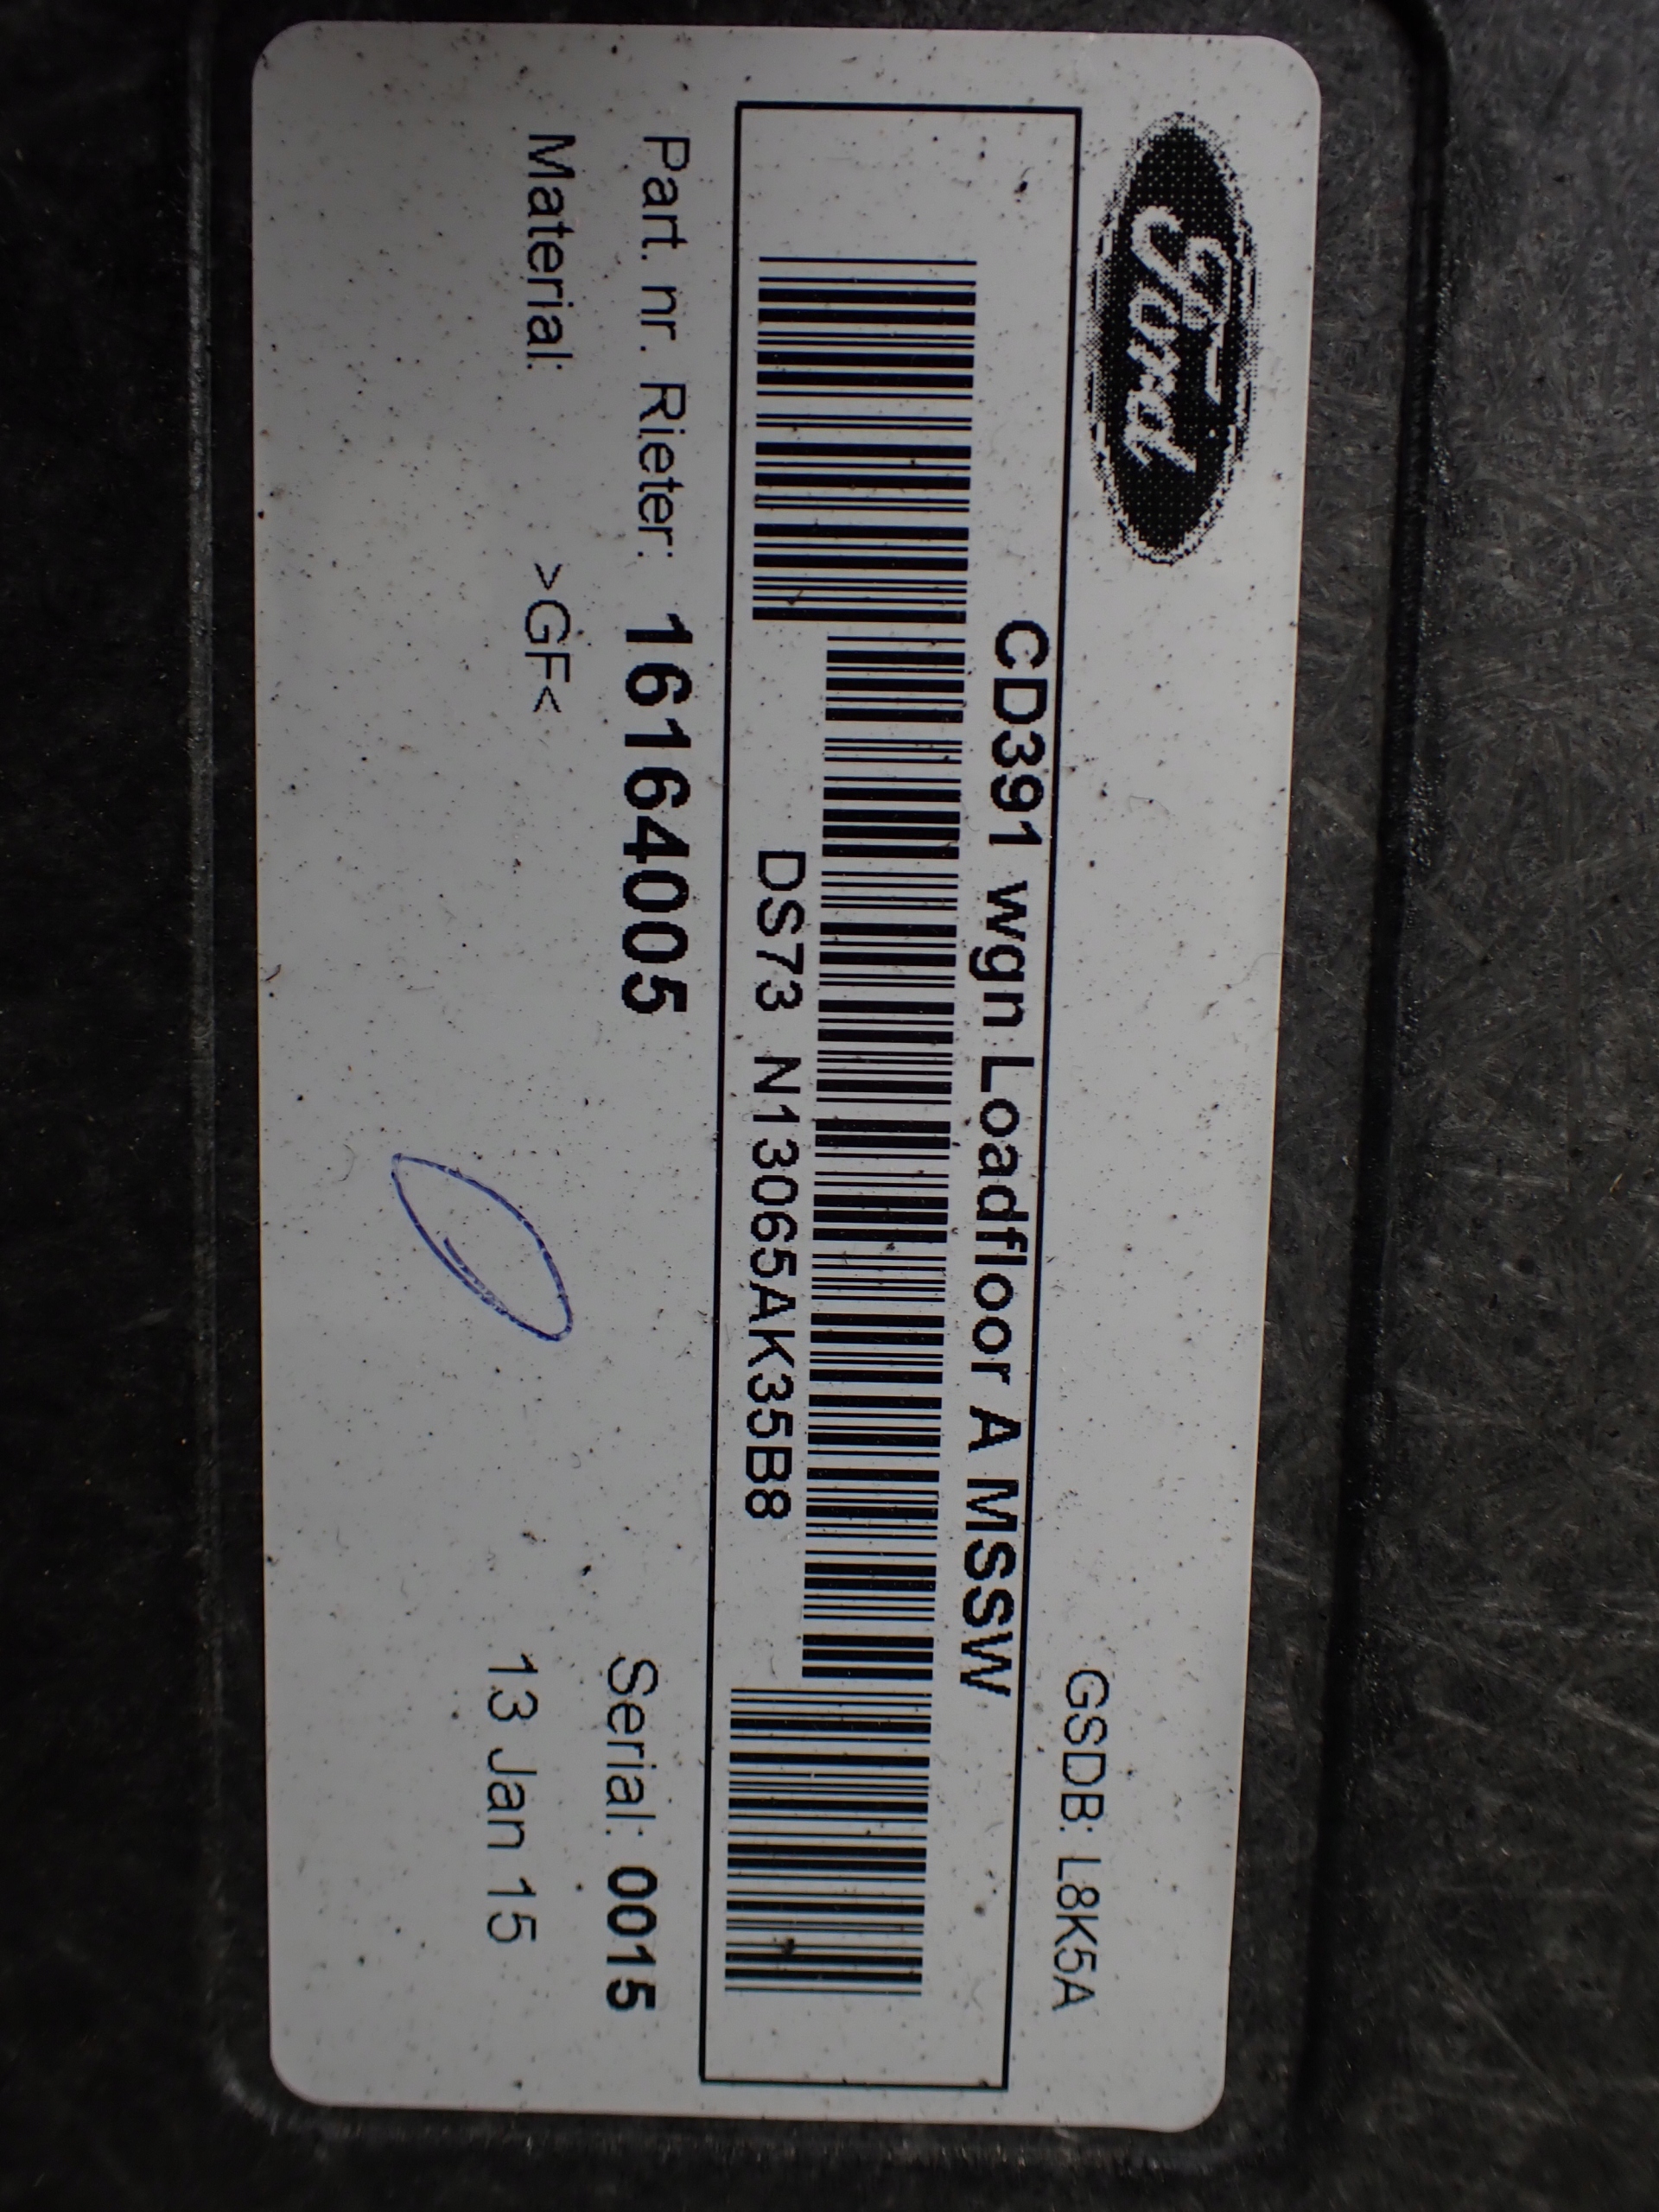 Ford
GSDB: L8K5A
CD391 wgn Loadfloor A MSSW
DS73 N13065AK35B8
Part. nr. Rieter: 16164005
Serial: 0015
Material: >GF<
13 Jan 15